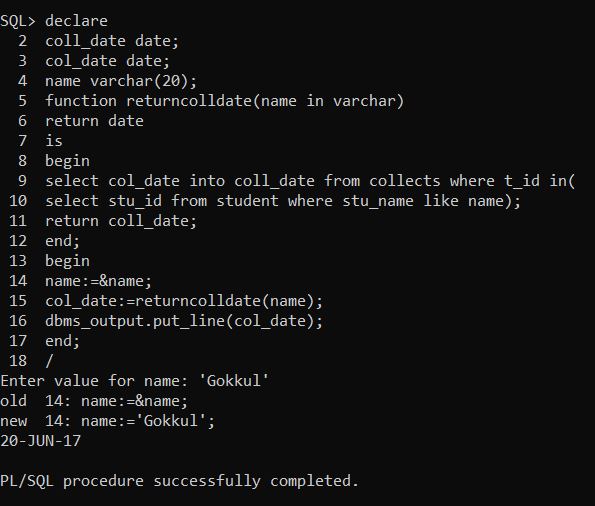 SQL> declare
  2  coll_date date;
  3  col_date date;
  4  name varchar(20);
  5  function returncolldate(name in varchar)
  6  return date
  7  is
  8  begin
  9  select col_date into coll_date from collects where t_id in(
 10  select stu_id from student where stu_name like name);
 11  return coll_date;
 12  end;
 13  begin
 14  name:=&name;
 15  col_date:=returncolldate(name);
 16  dbms_output.put_line(col_date);
 17  end;
 18  /
Enter value for name: 'Gokkul'
old  14: name:=&name;
new  14: name:='Gokkul';
20-JUN-17
PL/SQL procedure successfully completed.